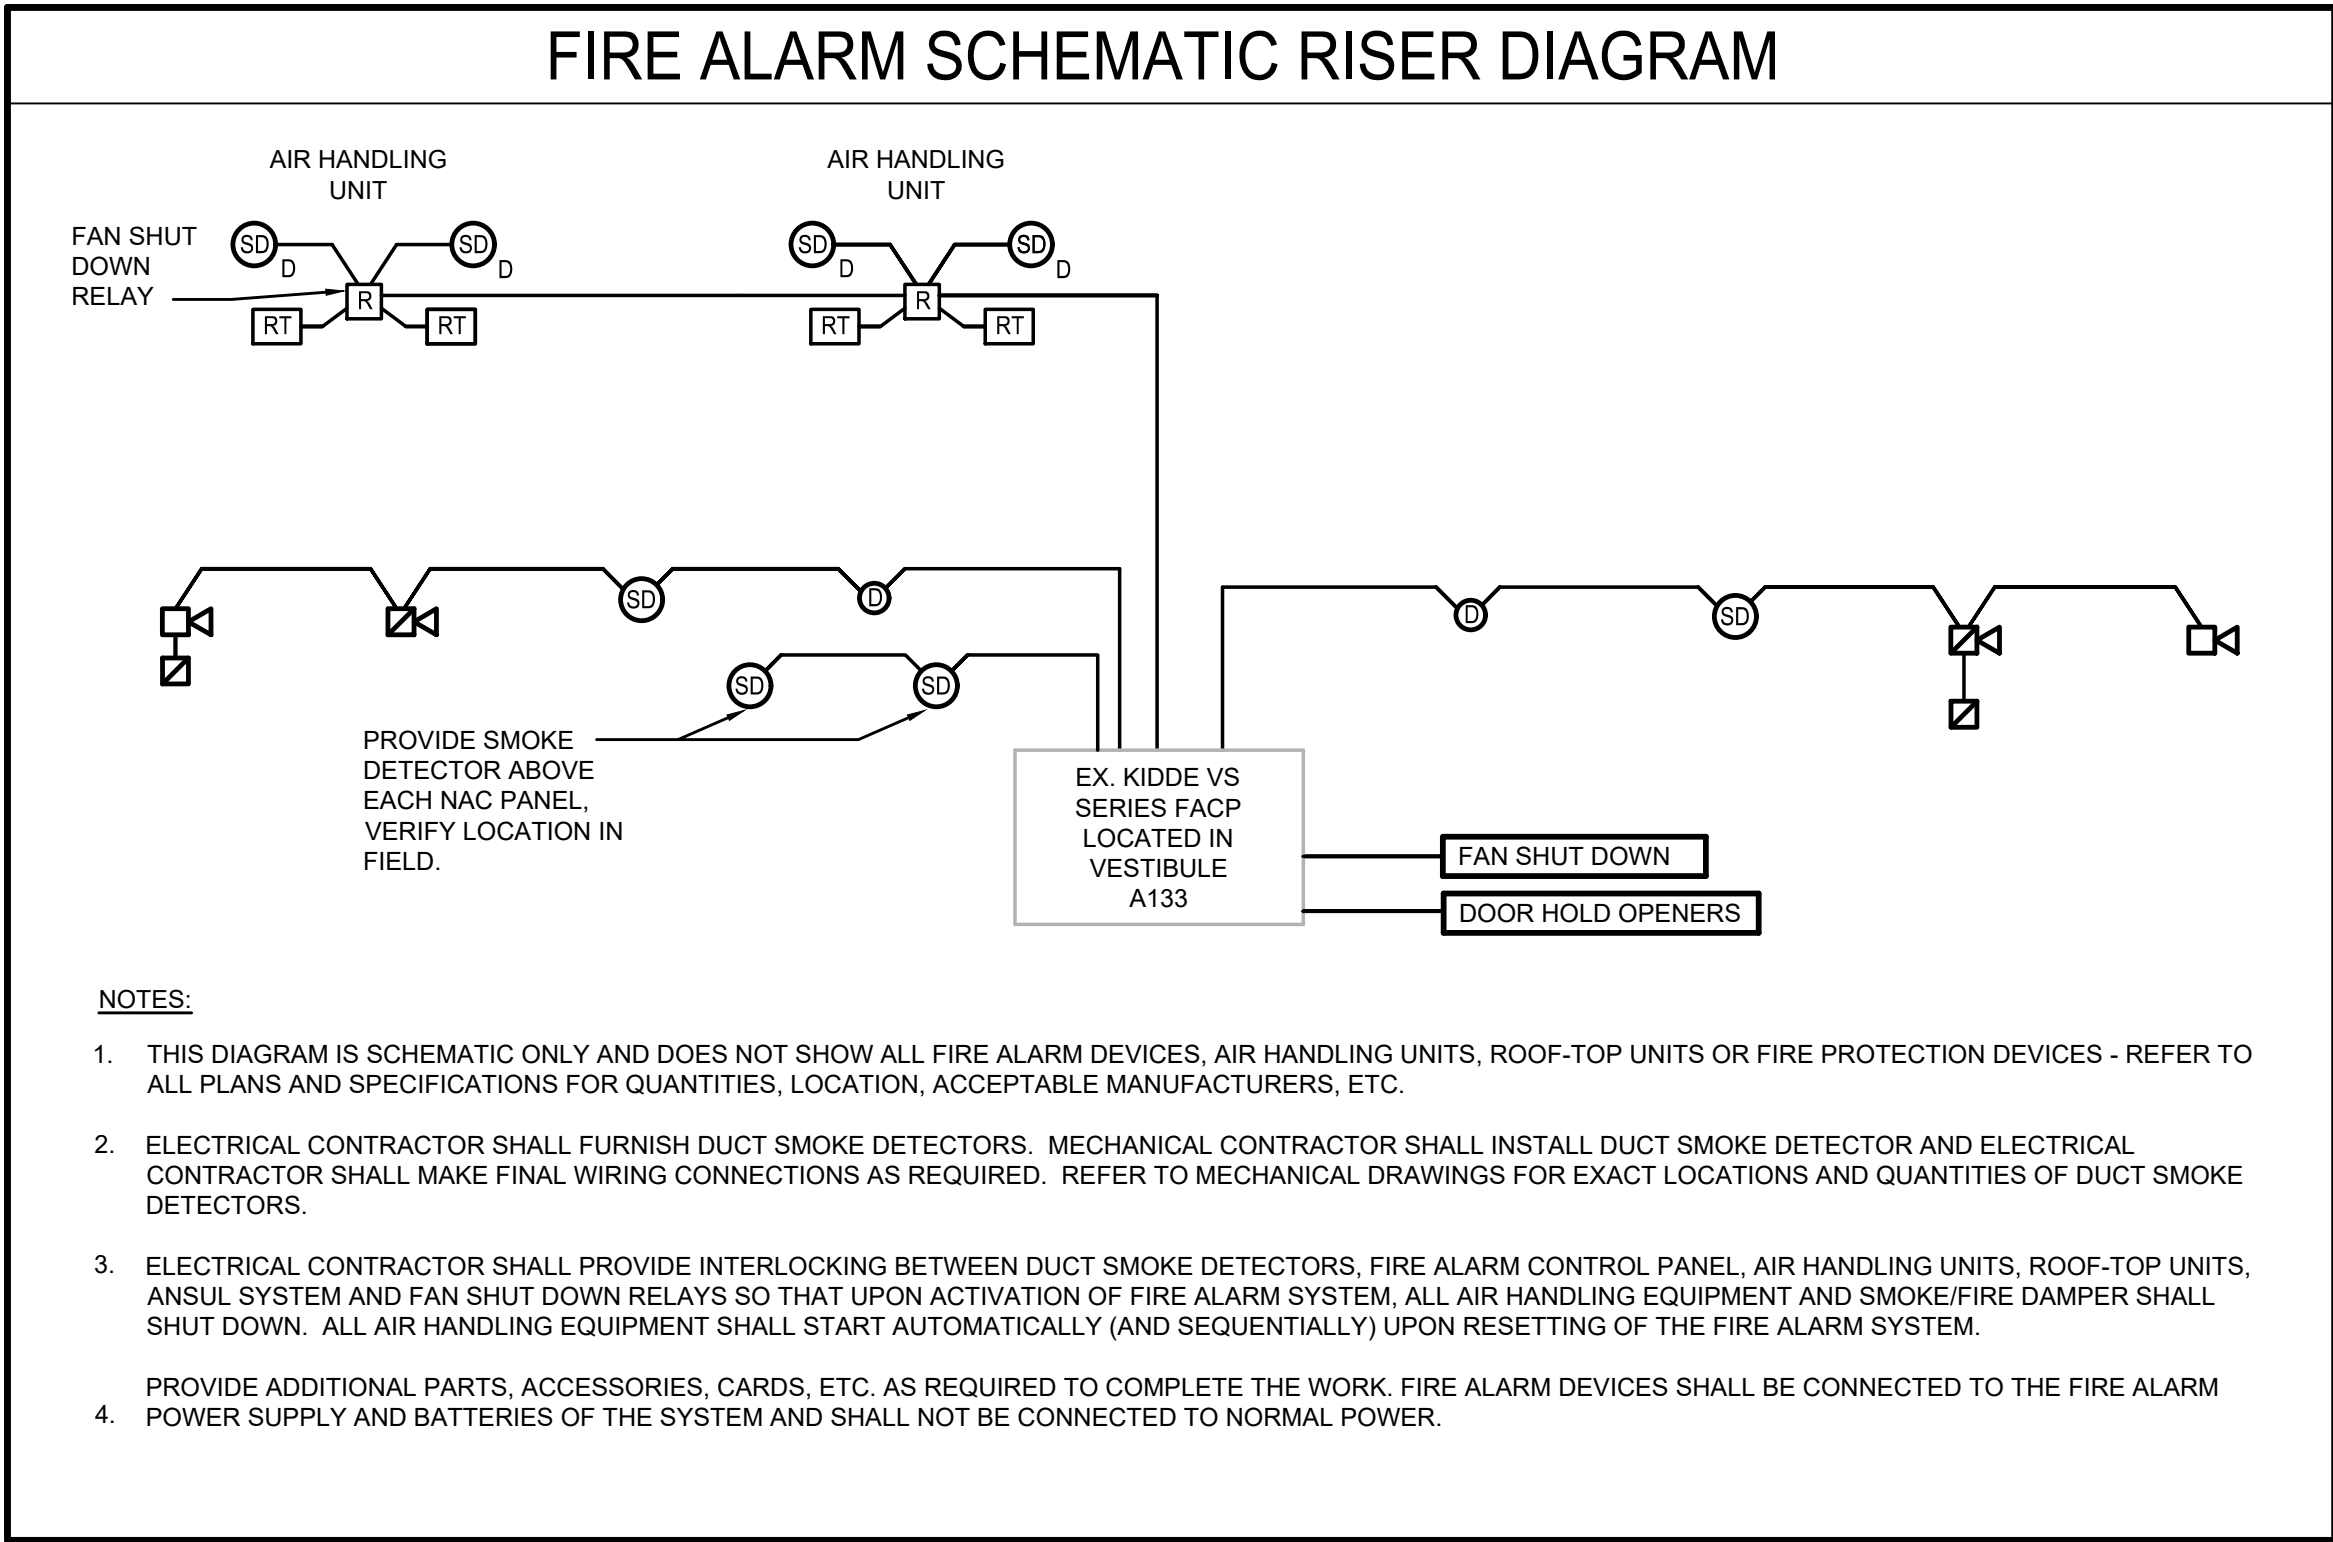 FIRE ALARM SCHEMATIC RISER DIAGRAM
AIR HANDLING
UNIT
AIR HANDLING
UNIT
FAN SHUT
DOWN
RELAY
SD
D
SD
D
R
RT
RT
SD
D
SD
D
R
RT
RT
SD
D
D
SD
SD
SD
PROVIDE SMOKE
DETECTOR ABOVE
EACH NAC PANEL,
VERIFY LOCATION IN
FIELD.
EX. KIDDE VS
SERIES FACP
LOCATED IN
VESTIBULE
A133
FAN SHUT DOWN
DOOR HOLD OPENERS
NOTES:
1. THIS DIAGRAM IS SCHEMATIC ONLY AND DOES NOT SHOW ALL FIRE ALARM DEVICES, AIR HANDLING UNITS, ROOF-TOP UNITS OR FIRE PROTECTION DEVICES - REFER TO
ALL PLANS AND SPECIFICATIONS FOR QUANTITIES, LOCATION, ACCEPTABLE MANUFACTURERS, ETC.
2. ELECTRICAL CONTRACTOR SHALL FURNISH DUCT SMOKE DETECTORS. MECHANICAL CONTRACTOR SHALL INSTALL DUCT SMOKE DETECTOR AND ELECTRICAL
CONTRACTOR SHALL MAKE FINAL WIRING CONNECTIONS AS REQUIRED. REFER TO MECHANICAL DRAWINGS FOR EXACT LOCATIONS AND QUANTITIES OF DUCT SMOKE
DETECTORS.
3. ELECTRICAL CONTRACTOR SHALL PROVIDE INTERLOCKING BETWEEN DUCT SMOKE DETECTORS, FIRE ALARM CONTROL PANEL, AIR HANDLING UNITS, ROOF-TOP UNITS,
ANSUL SYSTEM AND FAN SHUT DOWN RELAYS SO THAT UPON ACTIVATION OF FIRE ALARM SYSTEM, ALL AIR HANDLING EQUIPMENT AND SMOKE/FIRE DAMPER SHALL
SHUT DOWN. ALL AIR HANDLING EQUIPMENT SHALL START AUTOMATICALLY (AND SEQUENTIALLY) UPON RESETTING OF THE FIRE ALARM SYSTEM.
PROVIDE ADDITIONAL PARTS, ACCESSORIES, CARDS, ETC. AS REQUIRED TO COMPLETE THE WORK. FIRE ALARM DEVICES SHALL BE CONNECTED TO THE FIRE ALARM
4. POWER SUPPLY AND BATTERIES OF THE SYSTEM AND SHALL NOT BE CONNECTED TO NORMAL POWER.